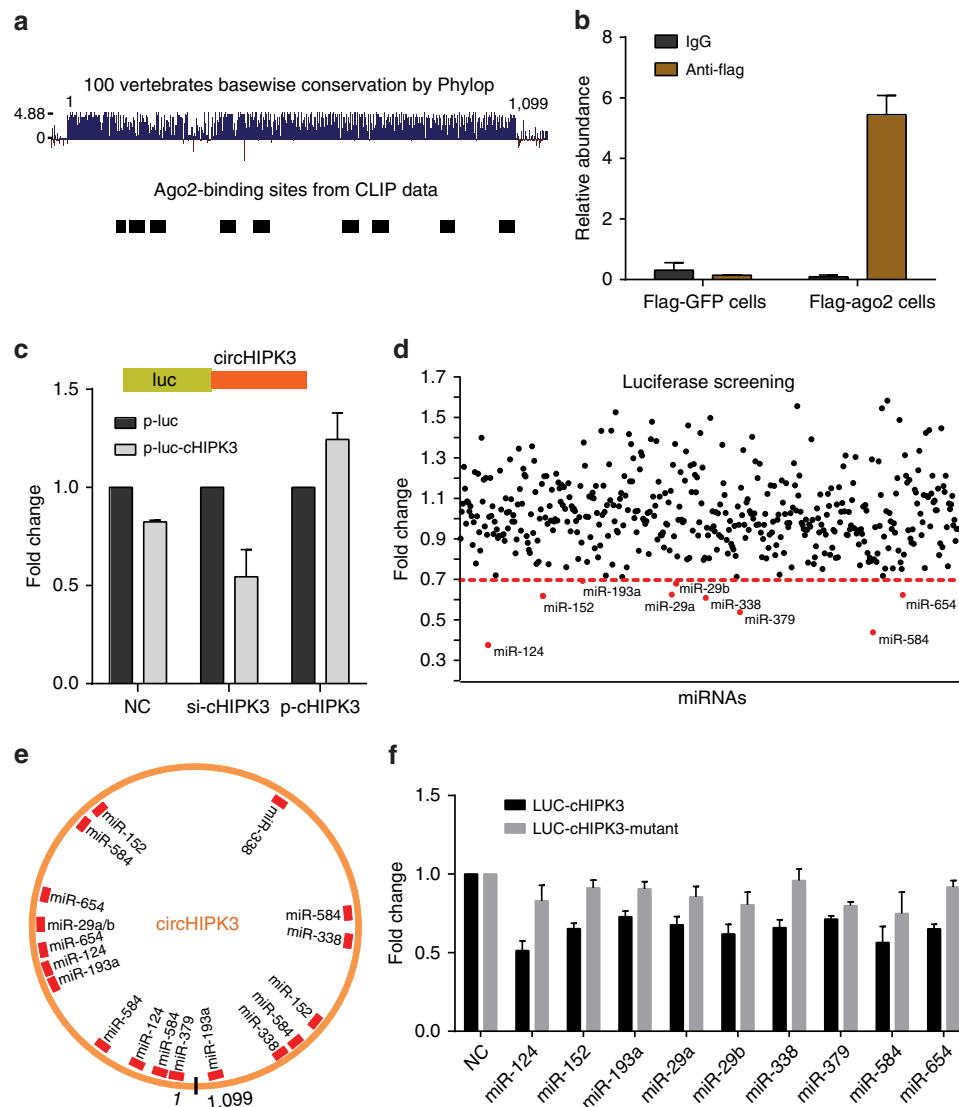 a
100 vertebrates basewise conservation by Phylop
1
1,099
4.88
0
Ago2-binding sites from CLIP data
b
IgG
Anti-flag
Relative abundance
8
6
4
2
0
Flag-GFP cells
Flag-ago2 cells
c
circHIPK3
luc
p-luc
p-luc-cHIPK3
Fold change
1.5
1.0
0.5
0.0
NC
si-cHIPK3
p-cHIPK3
d
Luciferase screening
Fold change
1.7
1.5
1.3
1.1
0.9
0.7
0.5
0.3
miR-193a
miR-29b
miR-152
miR-29a
miR-338
miR-379
miR-654
miR-584
miR-124
miRNAs
e
miR-338
miR-152
miR-584
miR-654
miR-29a/b
miR-654
miR-124
miR-193a
circHIPK3
miR-584
miR-338
miR-584
miR-124
miR-584
miR-379
miR-193a
miR-338
miR-584
miR-152
1
1,099
f
LUC-cHIPK3
LUC-cHIPK3-mutant
Fold change
1.5
1.0
0.5
0.0
NC
miR-124
miR-152
miR-193a
miR-29a
miR-29b
miR-338
miR-379
miR-584
miR-654